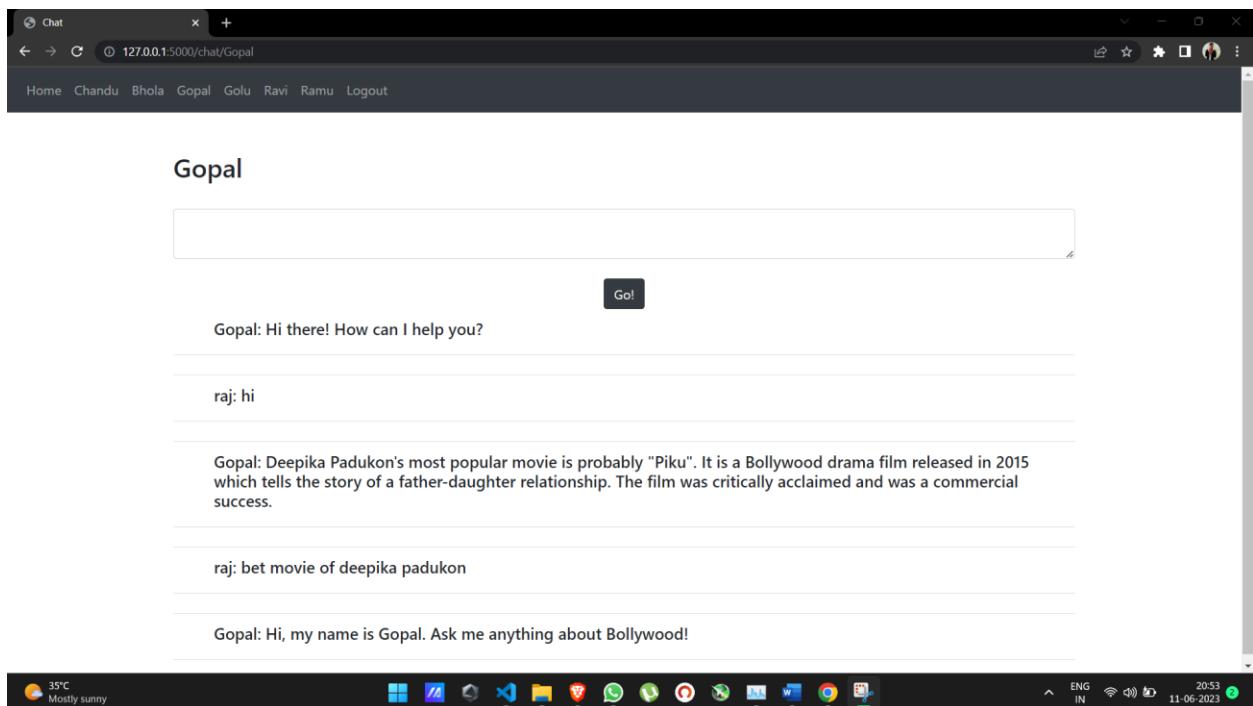 Chat
127.0.0.1:5000/chat/Gopal
Home Chandu Bhola Gopal Golu Ravi Ramu Logout
Gopal
Go!
Gopal: Hi there! How can I help you?
raj: hi
Gopal: Deepika Padukon's most popular movie is probably "Piku". It is a Bollywood drama film released in 2015
which tells the story of a father-daughter relationship. The film was critically acclaimed and was a commercial
success.
raj: bet movie of deepika padukon
Gopal: Hi, my name is Gopal. Ask me anything about Bollywood!
35°C
Mostly sunny
ENG
IN
20:53
11-06-2023
2